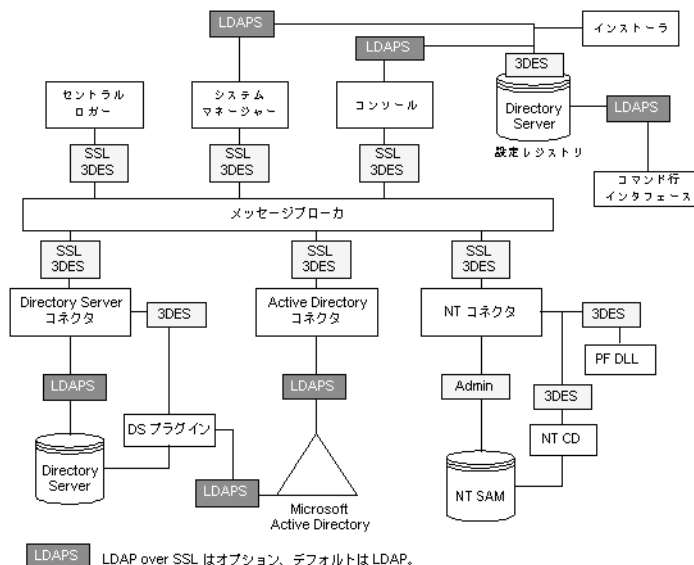 LDAPS
インストーラ
LDAPS
3DES
セントラル
ロガー
システム
マネージャー
コンソール
Directory
Server
LDAPS
設定レジストリ
SSL
3DES
SSL
3DES
SSL
3DES
コマンド行
インタフェース
メッセージブローカ
SSL
3DES
SSL
3DES
SSL
3DES
Directory Server
コネクタ
3DES
Active Directory
コネクタ
NT コネクタ
3DES
PF DLL
LDAPS
LDAPS
Admin
3DES
DS プラグイン
NT CD
Directory
Server
LDAPS
NT SAM
Microsoft
Active Directory
LDAPS
LDAP over SSL はオプション、デフォルトは LDAP。